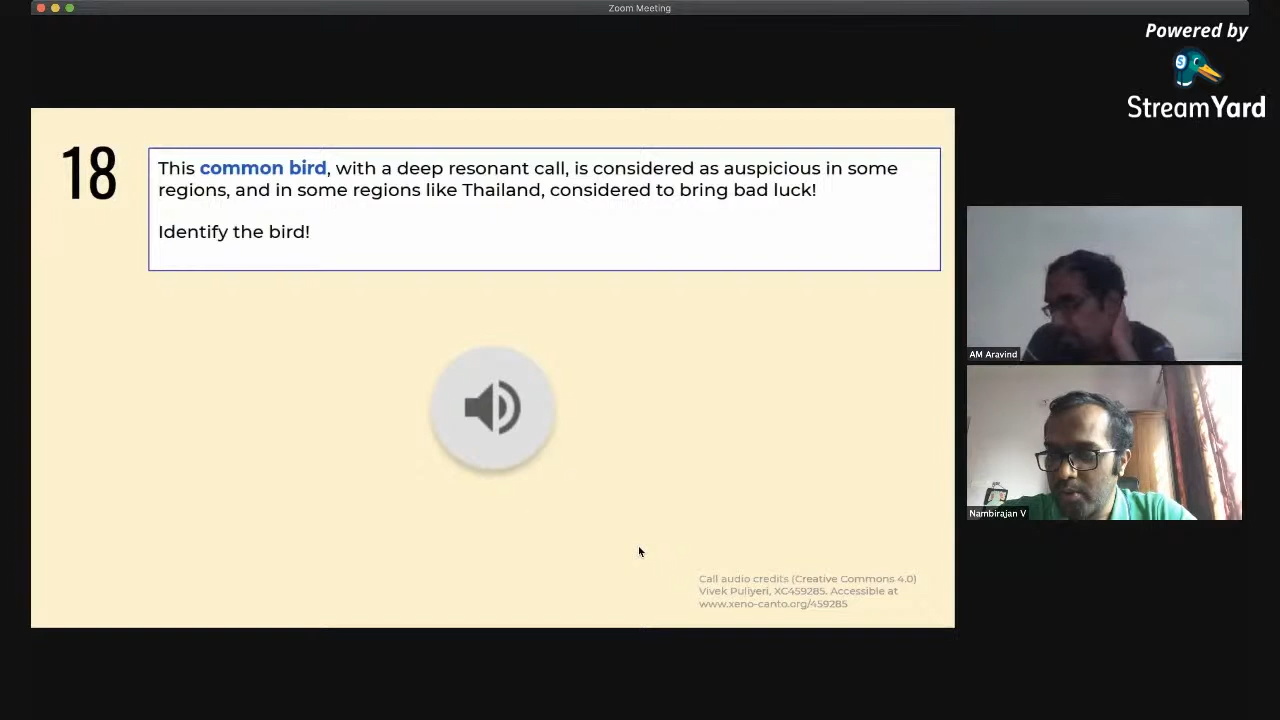 Zoom Meeting
Powered by
StreamYard
18
This common bird, with a deep resonant call, is considered as auspicious in some
regions, and in some regions like Thailand, considered to bring bad luck!
Identify the bird!
AM Aravind
Nambirajan V
Call audio credits (Creative Commons 4.0)
Vivek Puliyeri, XC459285. Accessible at
www.xeno-canto.org/459285